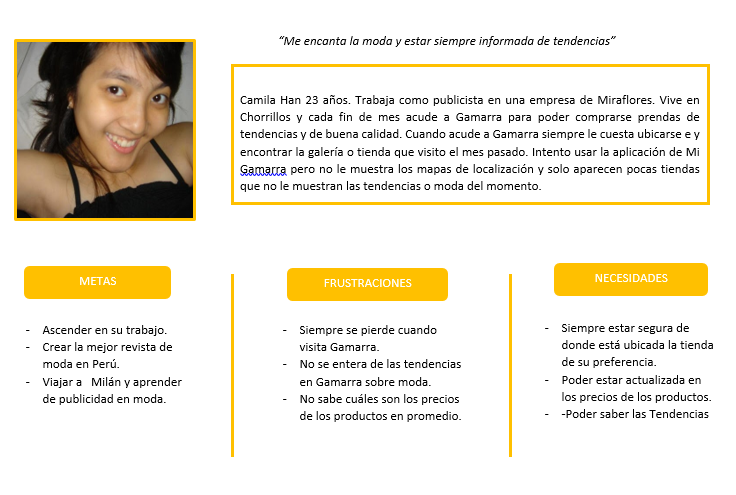 “Me encanta la moda y estar siempre informada de tendencias”
Camila Han 23 años. Trabaja como publicista en una empresa de Miraflores. Vive en
Chorrillos y cada fin de mes acude a Gamarra para poder comprarse prendas de
tendencias y de buena calidad. Cuando acude a Gamarra siempre le cuesta ubicarse e y
encontrar la galería o tienda que visito el mes pasado. Intento usar la aplicación de Mi
Gamarra pero no le muestra los mapas de localización y solo aparecen pocas tiendas
que no le muestran las tendencias o moda del momento.
METAS
- Ascender en su trabajo.
- Crear la mejor revista de
moda en Perú.
- Viajar a Milán y aprender
de publicidad en moda.
FRUSTRACIONES
- Siempre se pierde cuando
visita Gamarra.
- No se entera de las tendencias
en Gamarra sobre moda.
- No sabe cuáles son los precios
de los productos en promedio.
NECESIDADES
- Siempre estar segura de
donde está ubicada la tienda
de su preferencia.
- Poder estar actualizada en
los precios de los productos.
- -Poder saber las Tendencias